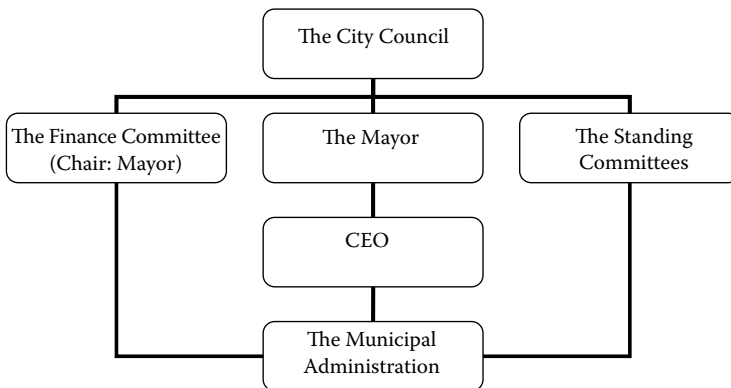 The City Council
The Finance Committee
(Chair: Mayor)
The Mayor
The Standing
Committees
CEO
The Municipal
Administration